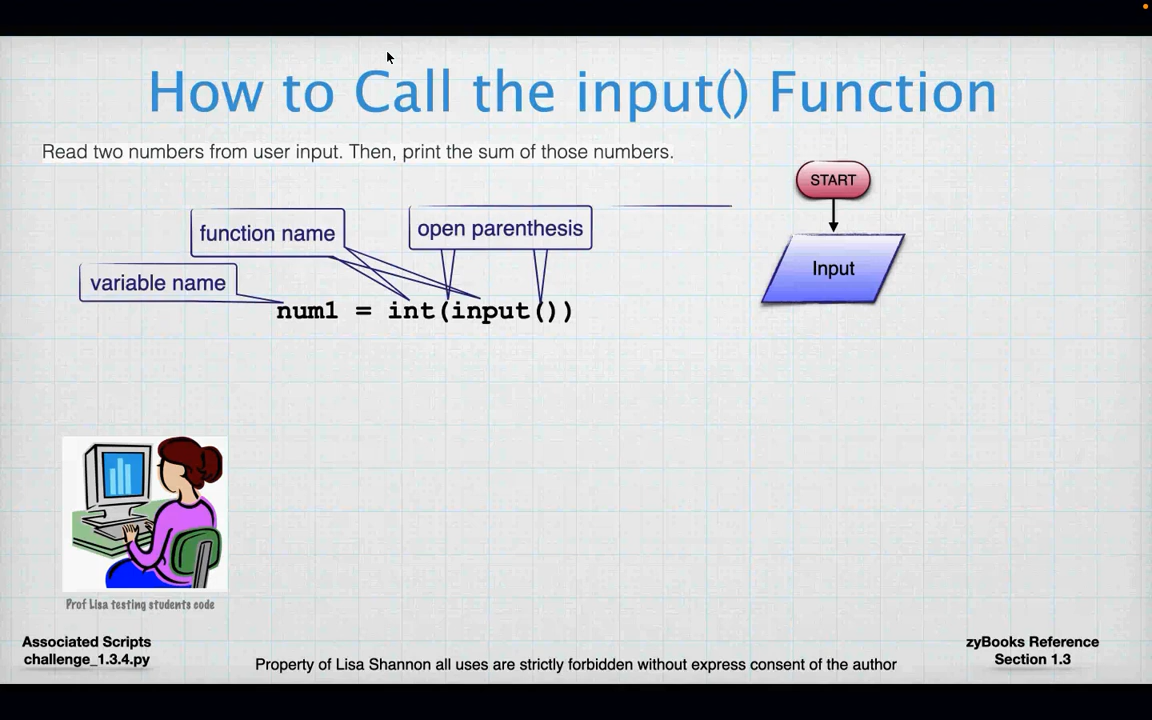 How to Call the input() Function
Read two numbers from user input. Then, print the sum of those numbers.
START
function name
open parenthesis
Input
variable name
num1 = int(input())
Prof Lisa testing students code
Associated Scripts
challenge_1.3.4.py
Property of Lisa Shannon all uses are strictly forbidden without express consent of the author
zyBooks Reference
Section 1.3